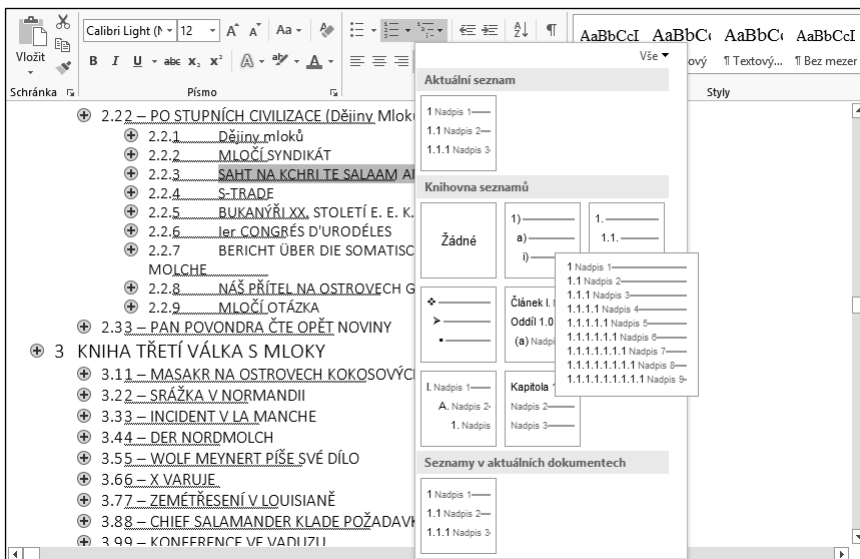 Calibri Light (N
12
A A Aa
Vložit
B I U abc x₂ x² A ab A
AaBbCcI AaBbC AaBbC AaBbCcI
ový ¶ Textový... ¶ Bez mezer
Schránka Písmo Styly
2.22 – PO STUPNÍCH CIVILIZACE (Dějiny Mlok
2.2.1 Dějiny mloků
2.2.2 MLOČÍ SYNDIKÁT
2.2.3 SAHT NA KCHRI TE SALAAM A
2.2.4 S-TRADE
2.2.5 BUKANÝŘI XX. STOLETÍ E. E. K.
2.2.6 Ier CONGRÉS D'URODÉLES
2.2.7 BERICHT ÜBER DIE SOMATISC
MOLCHE
2.2.8 NÁŠ PŘÍTEL NA OSTROVECH G
2.2.9 MLOČÍ OTÁZKA
2.33 – PAN POVONDRA ČTE OPĚT NOVINY
3 KNIHA TŘETÍ VÁLKA S MLOKY
3.11 – MASAKR NA OSTROVECH KOKOSOVÝC
3.22 – SRÁŽKA V NORMANDII
3.33 – INCIDENT V LA MANCHE
3.44 – DER NORDMOLCH
3.55 – WOLF MEYNERT PÍŠE SVÉ DÍLO
3.66 – X VARUJE
3.77 – ZEMĚTŘESENÍ V LOUISIANĚ
3.88 – CHIEF SALAMANDER KLADE POŽADAV
3.99 – KONFERENCE VE VADUZU
Vše
Aktuální seznam
1 Nadpis 1
1.1 Nadpis 2
1.1.1 Nadpis 3
Knihovna seznamů
Žádné
1)
a)
i)
1.
1.1.
Článek I.
Oddíl 1.0
(a) Nadpi
1 Nadpis 1
1.1 Nadpis 2
1.1.1 Nadpis 3
1.1.1.1 Nadpis 4
1.1.1.1.1 Nadpis 5
1.1.1.1.1.1 Nadpis 6
1.1.1.1.1.1.1 Nadpis 7
1.1.1.1.1.1.1.1 Nadpis 8
1.1.1.1.1.1.1.1.1 Nadpis 9
I. Nadpis 1
A. Nadpis 2
1. Nadpis
Kapitola 1
Nadpis 2
Nadpis 3
Seznamy v aktuálních dokumentech
1 Nadpis 1
1.1 Nadpis 2
1.1.1 Nadpis 3